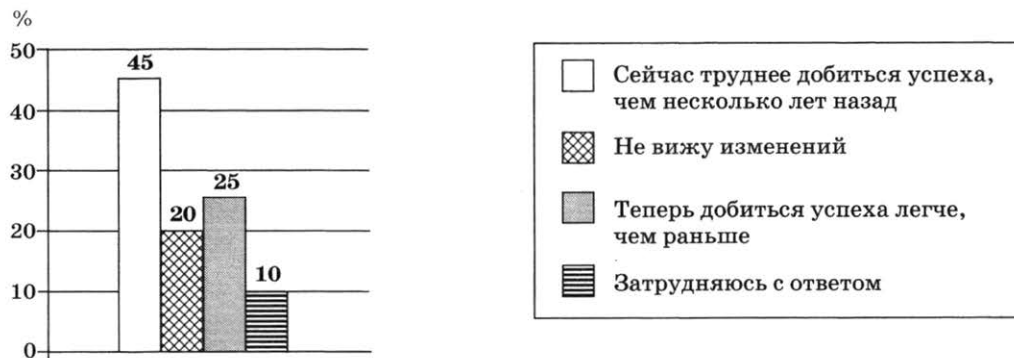 %
50
45
40
30
25
20
20
10
10
0
Сейчас труднее добиться успеха,
чем несколько лет назад
Не вижу изменений
Теперь добиться успеха легче,
чем раньше
Затрудняюсь с ответом